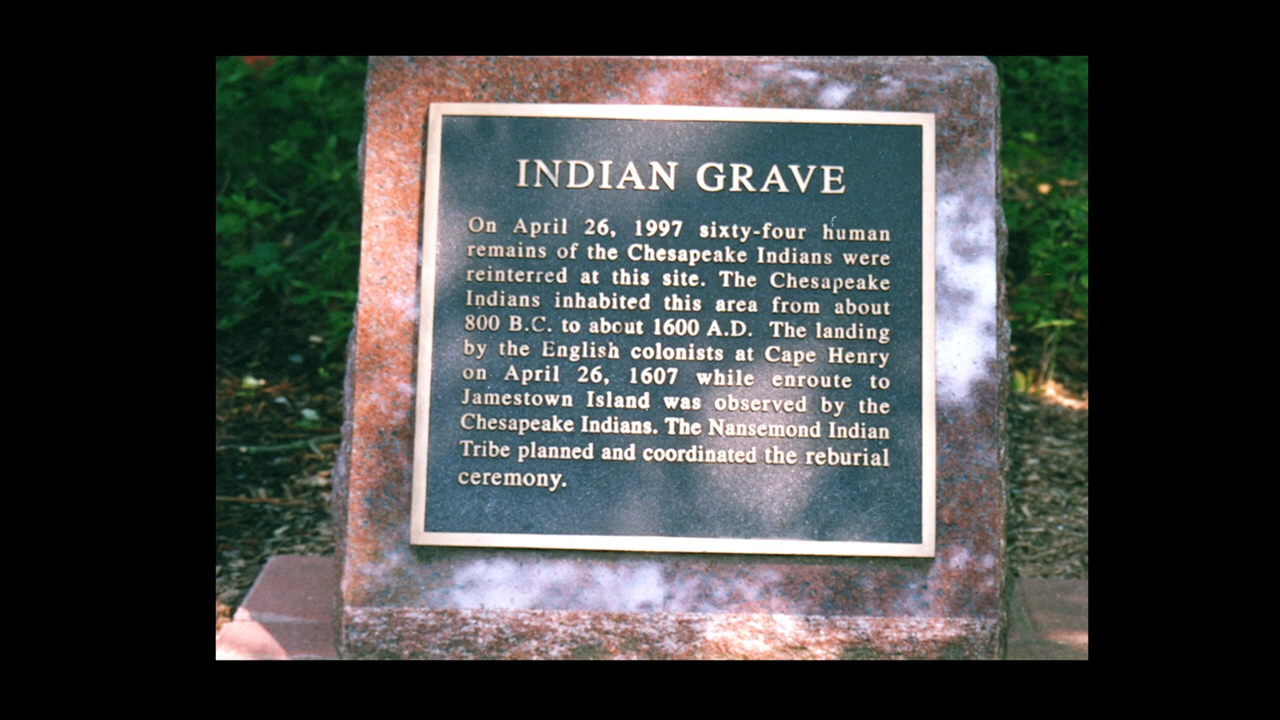 INDIAN GRAVE
On April 26, 1997 sixty-four human
remains of the Chesapeake Indians were
reinterred at this site. The Chesapeake
Indians inhabited this area from about
800 B.C. to about 1600 A.D. The landing
by the English colonists at Cape Henry
on April 26, 1607 while enroute to
Jamestown Island was observed by the
Chesapeake Indians. The Nansemond Indian
Tribe planned and coordinated the reburial
ceremony.